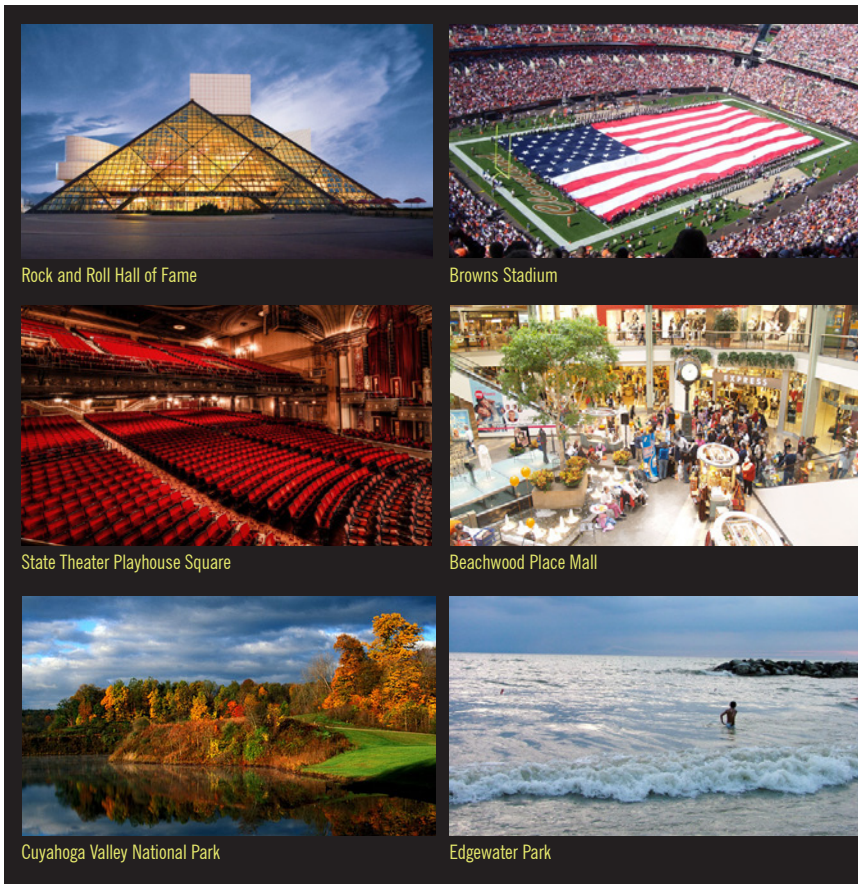 Rock and Roll Hall of Fame
Browns Stadium
EXPRESS
State Theater Playhouse Square
Beachwood Place Mall
Cuyahoga Valley National Park
Edgewater Park